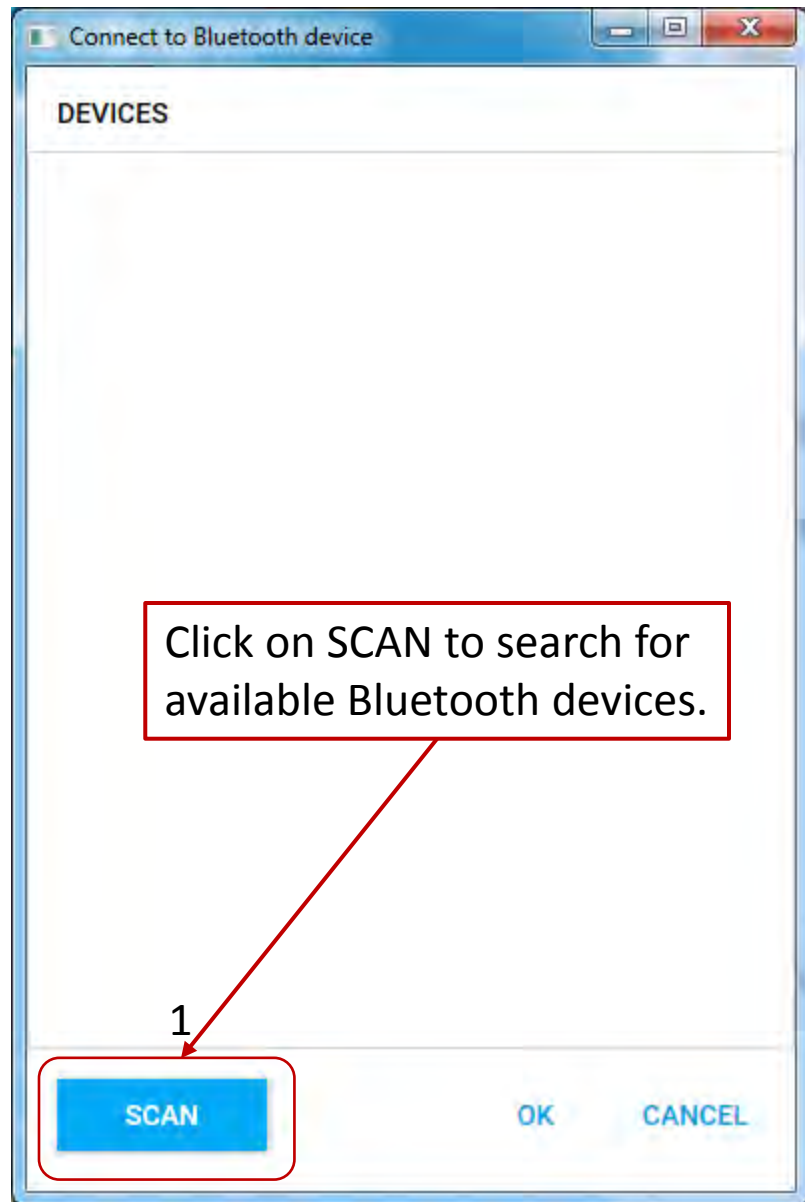 Connect to Bluetooth device
DEVICES
Click on SCAN to search for
available Bluetooth devices.
1
SCAN
OK
CANCEL